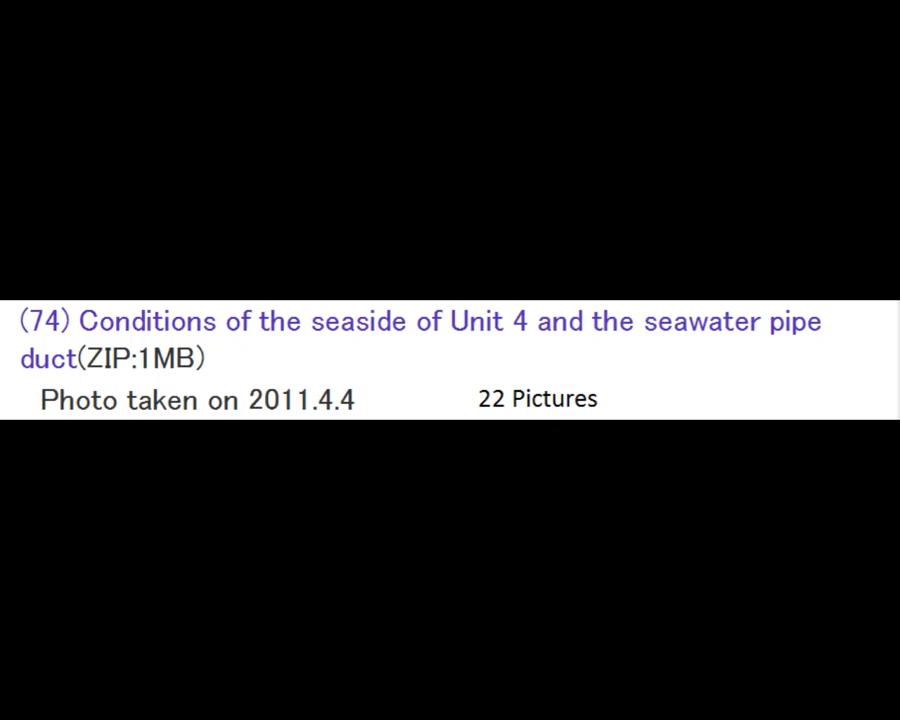 (74) Conditions of the seaside of Unit 4 and the seawater pipe
duct(ZIP:1MB)
Photo taken on 2011.4.4 22 Pictures